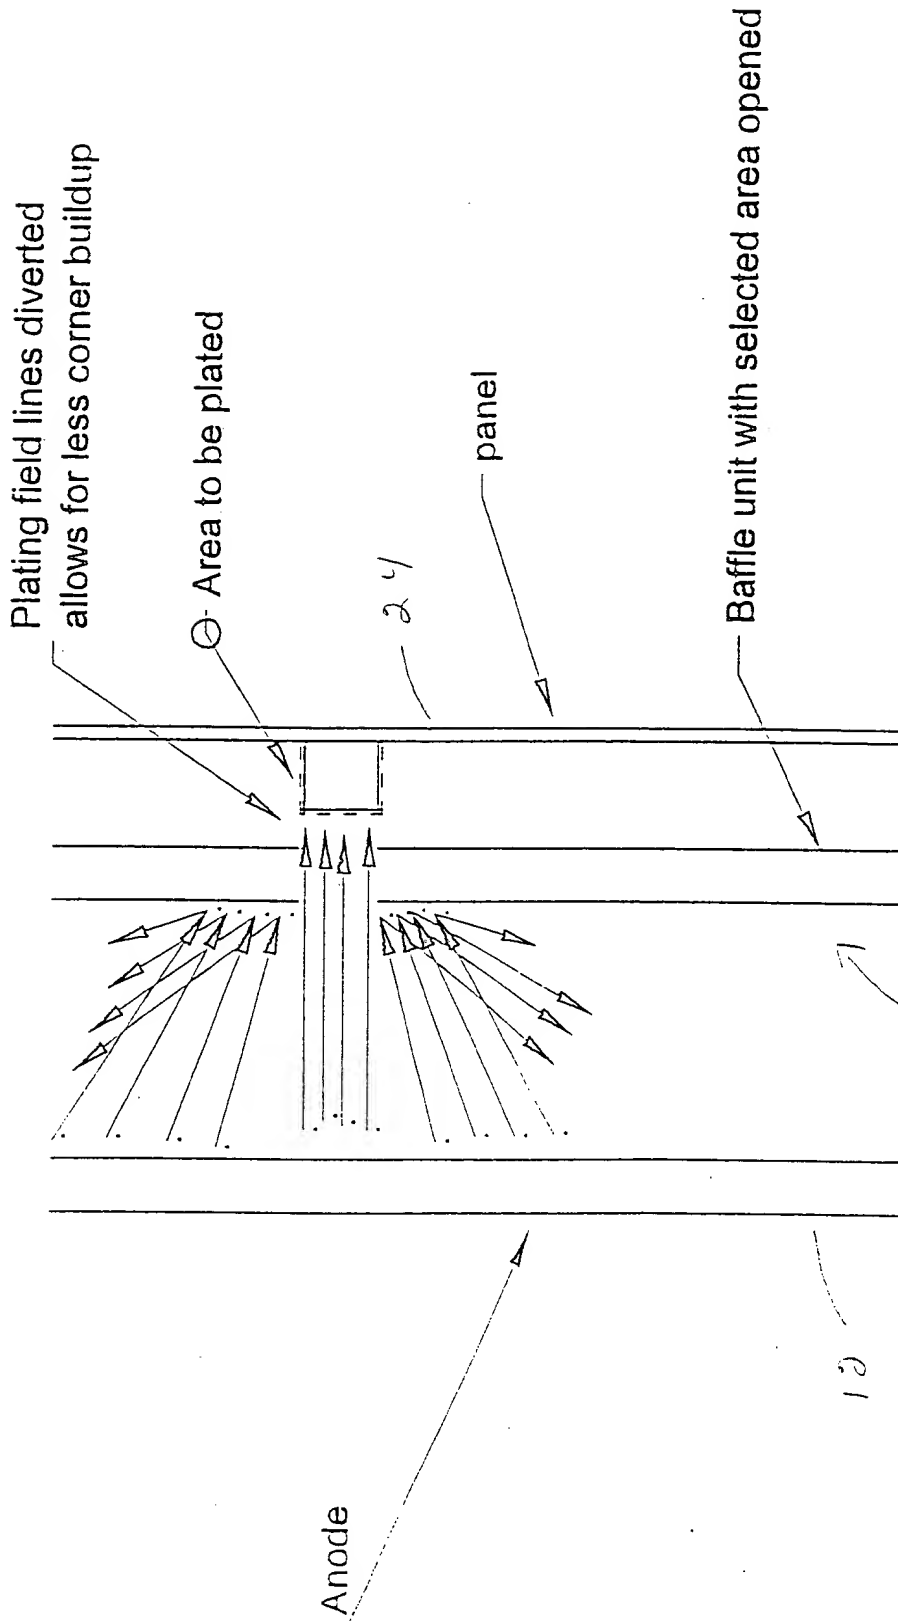 Plating field lines diverted
allows for less corner buildup
Area to be plated
24
panel
Baffle unit with selected area opened
Anode
12